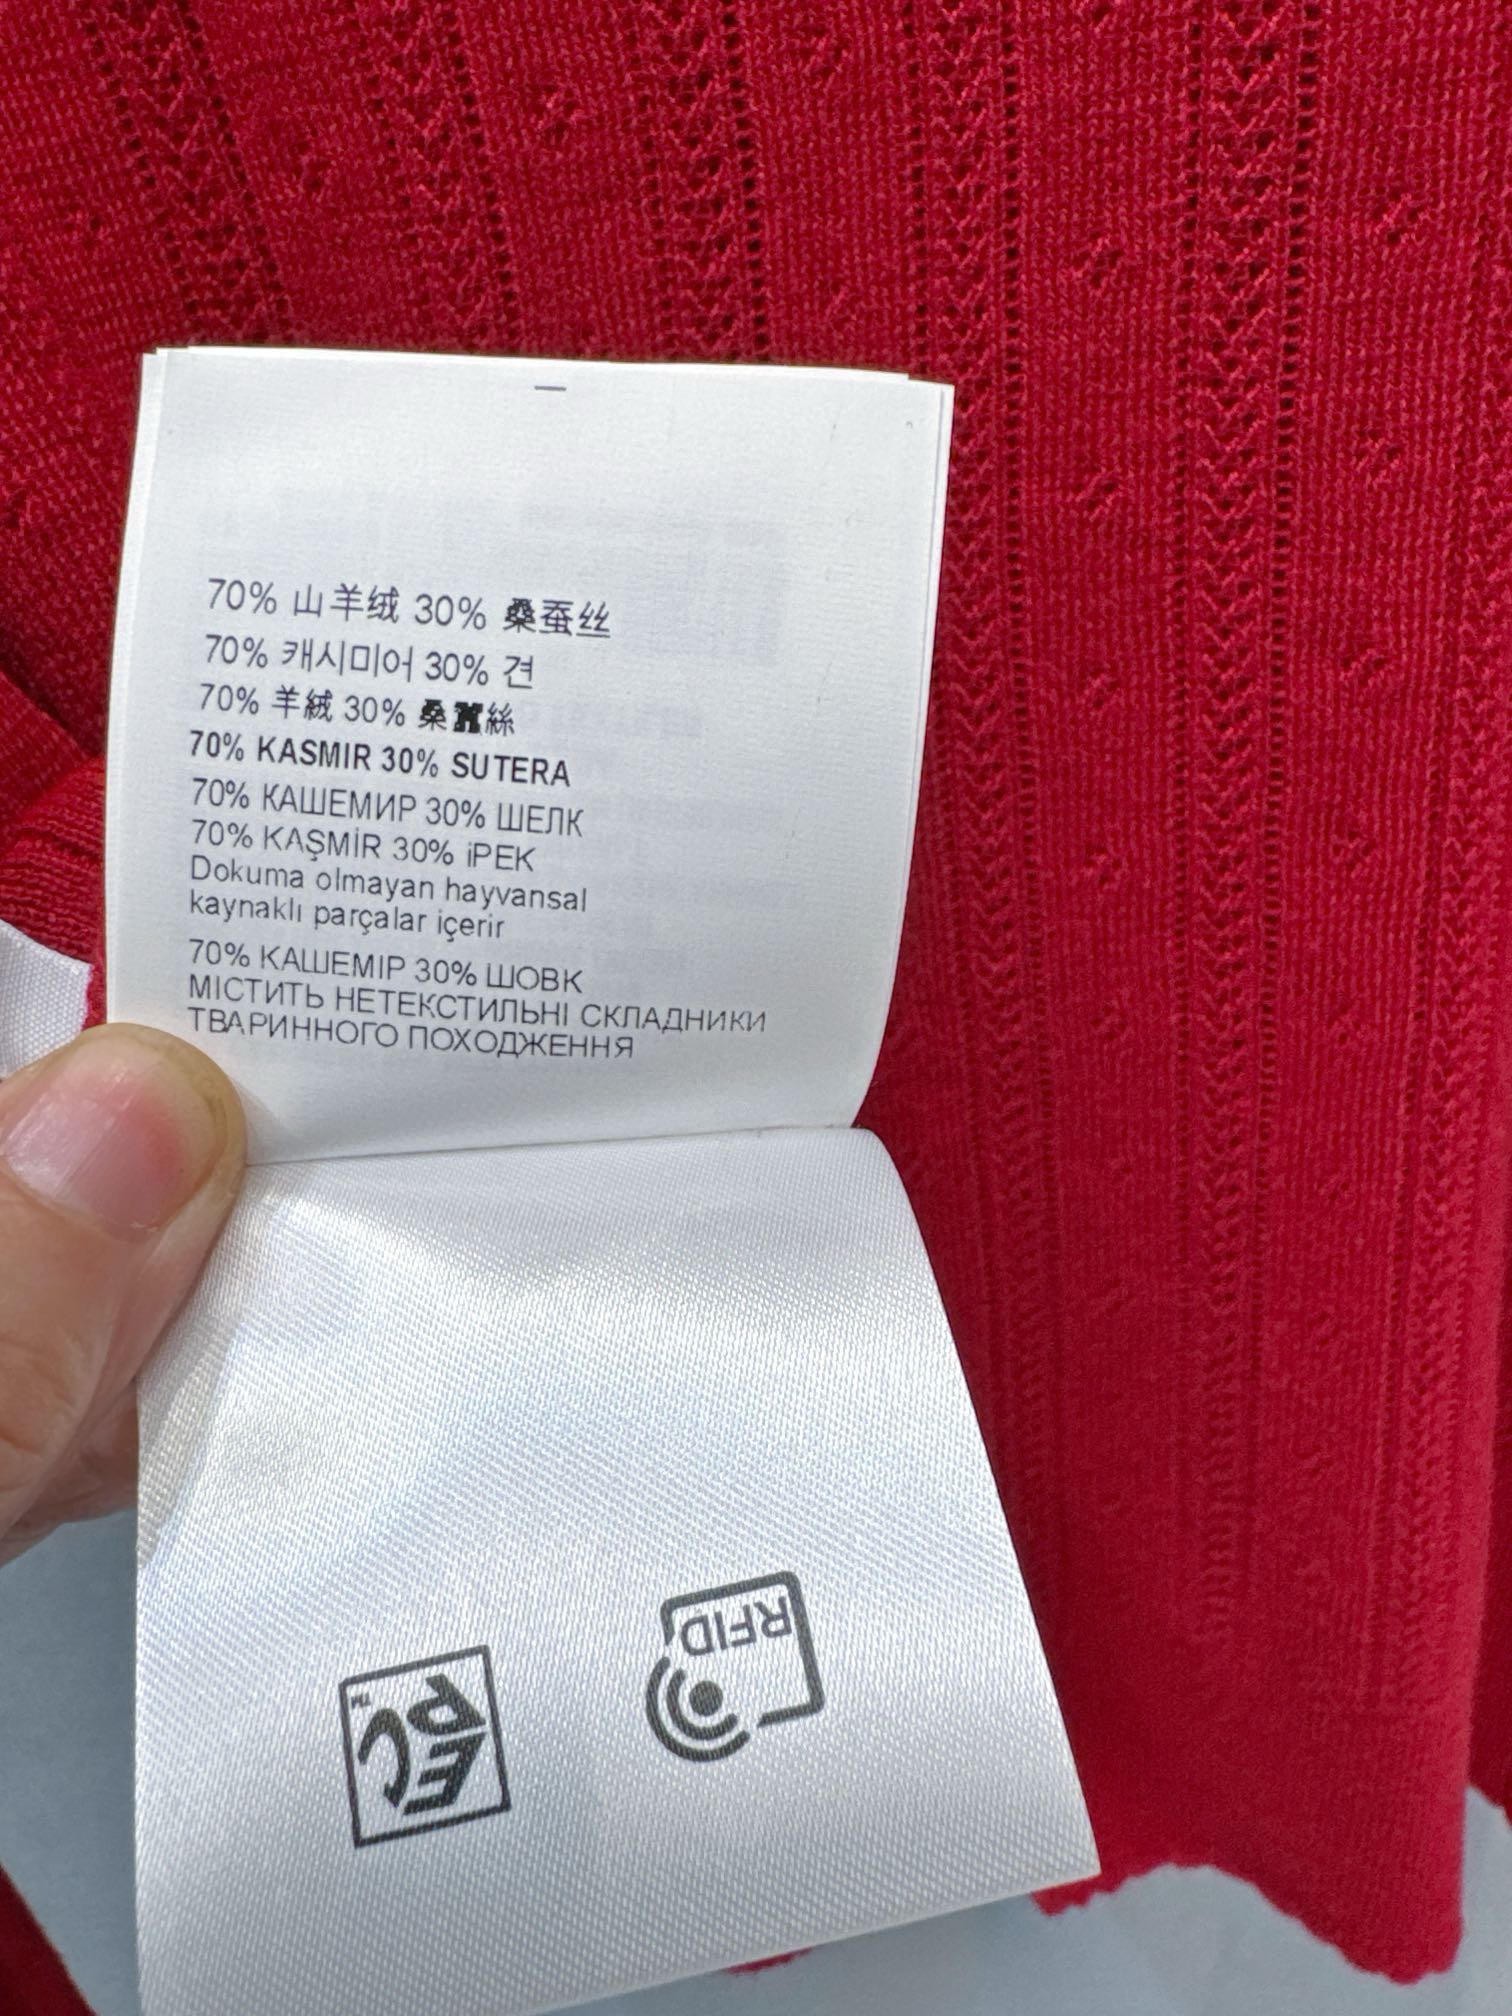 70% 山羊绒 30% 桑蚕丝
70% 캐시미어 30% 견
70% 羊絨 30% 桑蠶絲
70% KASMIR 30% SUTERA
70% КАШЕМИР 30% ШЕЛК
70% KAŞMİR 30% İPEK
Dokuma olmayan hayvansal
kaynaklı parçalar içerir
70% КАШЕМІР 30% ШОВК
МІСТИТЬ НЕТЕКСТИЛЬНІ СКЛАДНИКИ
ТВАРИННОГО ПОХОДЖЕННЯ
RFID
EPC™